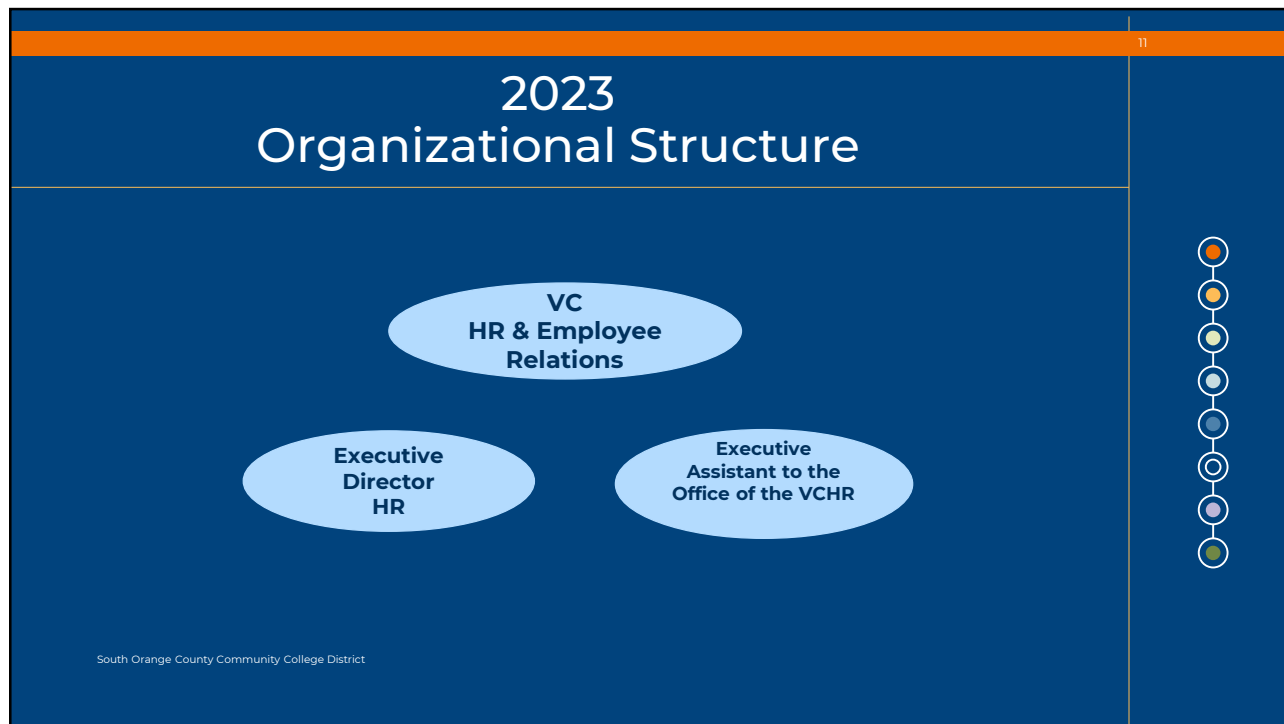 11
2023
Organizational Structure
VC
HR & Employee
Relations
Executive
Director
HR
Executive
Assistant to the
Office of the VCHR
South Orange County Community College District